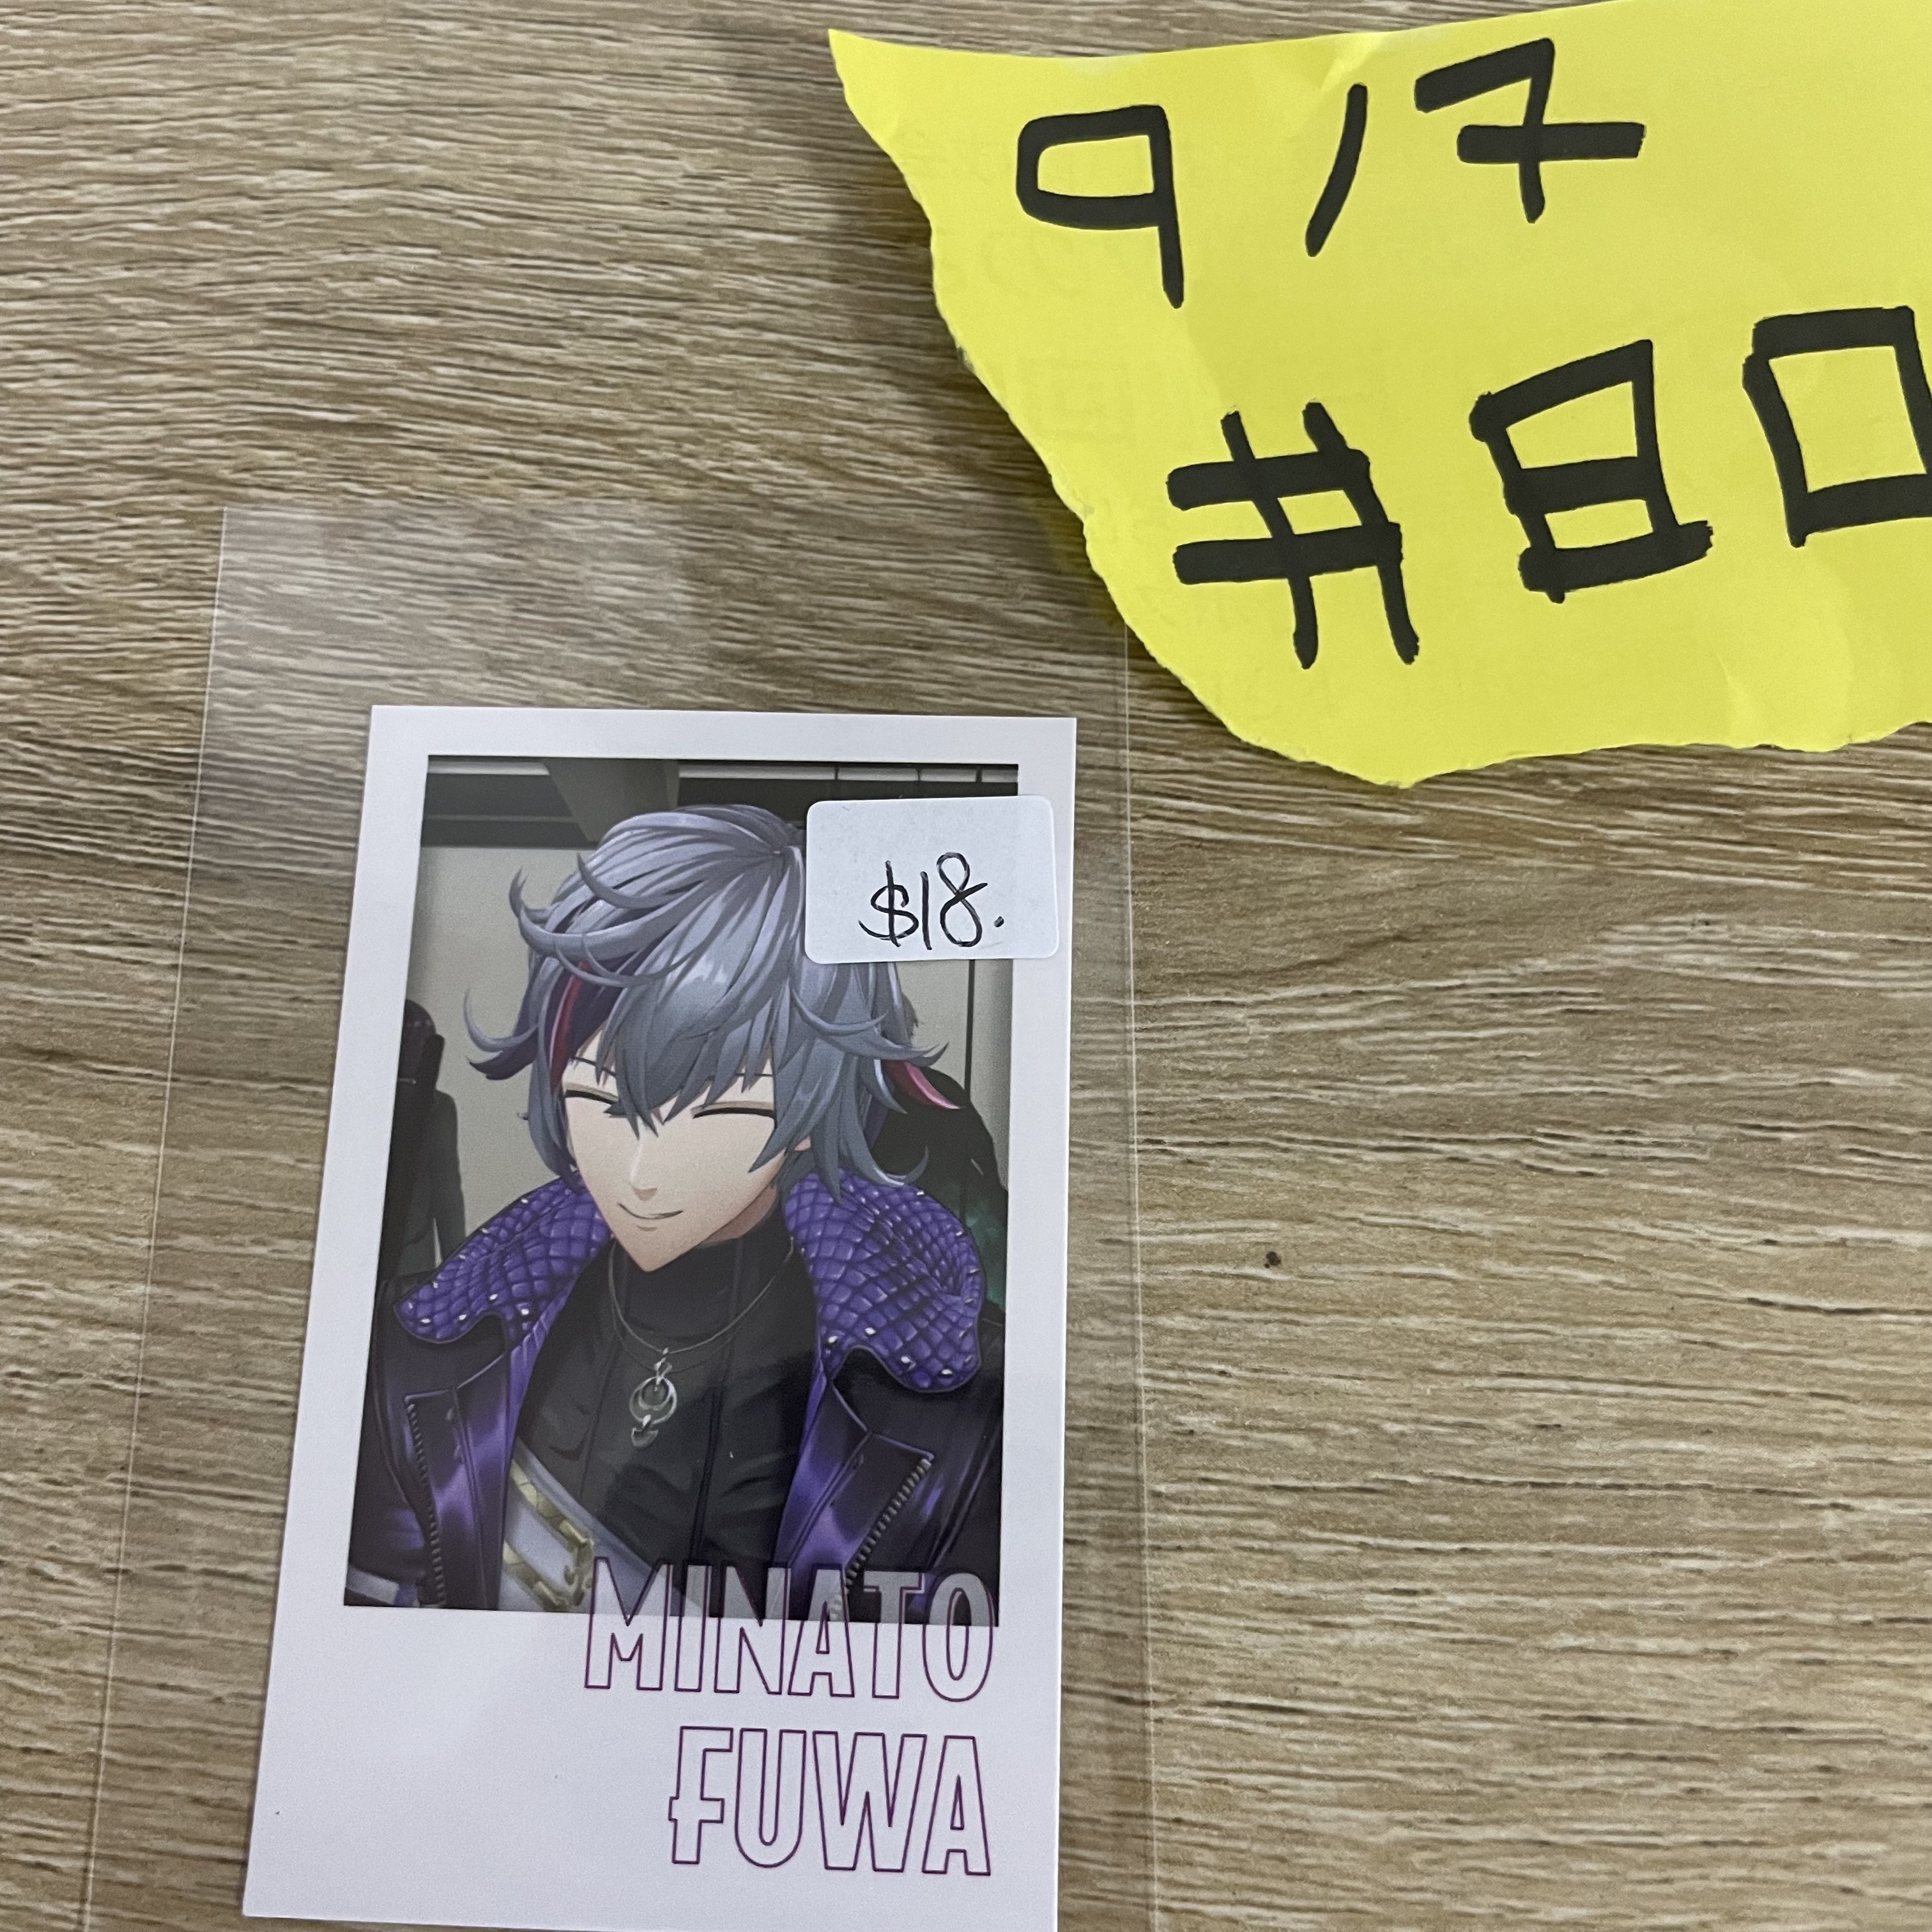 9/7
#80
$18.
MINATO
FUWA